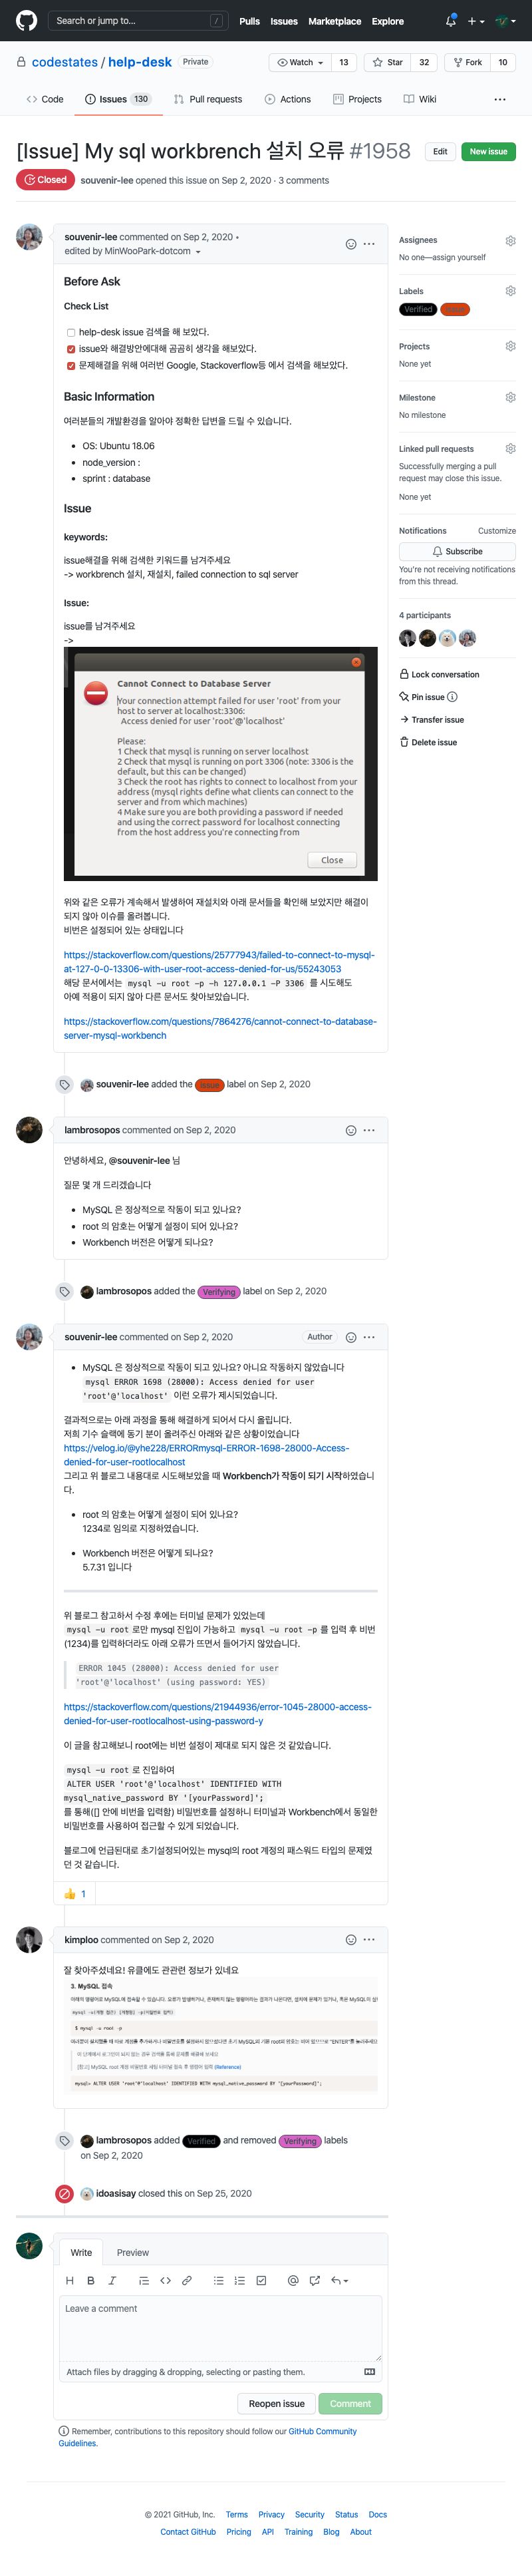 Search or jump to... /
Pulls Issues Marketplace Explore
codestates / help-desk Private
Watch 13 Star 32 Fork 10
Code Issues 130 Pull requests Actions Projects Wiki
[Issue] My sql workbrench 설치 오류 #1958
Edit New issue
Closed souvenir-lee opened this issue on Sep 2, 2020 · 3 comments
souvenir-lee commented on Sep 2, 2020 •
edited by MinWooPark-dotcom
Before Ask
Check List
help-desk issue 검색을 해 보았다.
issue와 해결방안에대해 곰곰히 생각을 해보았다.
문제해결을 위해 여러번 Google, Stackoverflow등 에서 검색을 해보았다.
Basic Information
여러분들의 개발환경을 알아야 정확한 답변을 드릴 수 있습니다.
OS: Ubuntu 18.06
node_version :
sprint : database
Issue
keywords:
issue해결을 위해 검색한 키워드를 남겨주세요
-> workbrench 설치, 재설치, failed connection to sql server
Issue:
issue를 남겨주세요
->
Cannot Connect to Database Server
Your connection attempt failed for user 'root' from your
host to server at localhost:3306:
Access denied for user 'root'@'localhost'
Please:
1 Check that mysql is running on server localhost
2 Check that mysql is running on port 3306 (note: 3306 is the
default, but this can be changed)
3 Check the root has rights to connect to localhost from your
address (mysql rights define what clients can connect to the
server and from which machines)
4 Make sure you are both providing a password if needed
and using the correct password for localhost connecting
from the host address you're connecting from
Close
위와 같은 오류가 계속해서 발생하여 재설치와 아래 문서들을 확인해 보았지만 해결이
되지 않아 이슈를 올려봅니다.
비번은 설정되어 있는 상태입니다
https://stackoverflow.com/questions/25777943/failed-to-connect-to-mysql-
at-127-0-0-13306-with-user-root-access-denied-for-us/55243053
해당 문서에서는 mysql -u root -p -h 127.0.0.1 -P 3306 를 시도해도
아예 적용이 되지 않아 다른 문서도 찾아보았습니다.
https://stackoverflow.com/questions/7864276/cannot-connect-to-database-
server-mysql-workbench
souvenir-lee added the issue label on Sep 2, 2020
lambrosopos commented on Sep 2, 2020
안녕하세요, @souvenir-lee 님
질문 몇 개 드리겠습니다
MySQL 은 정상적으로 작동이 되고 있나요?
root 의 암호는 어떻게 설정이 되어 있나요?
Workbench 버전은 어떻게 되나요?
lambrosopos added the Verifying label on Sep 2, 2020
souvenir-lee commented on Sep 2, 2020 Author
MySQL 은 정상적으로 작동이 되고 있나요? 아니요 작동하지 않았습니다
mysql ERROR 1698 (28000): Access denied for user
'root'@'localhost' 이런 오류가 제시되었습니다.
결과적으로는 아래 과정을 통해 해결하게 되어서 다시 올립니다.
저희 기수 슬랙에 동기 분이 올려주신 아래와 같은 상황이었습니다
https://velog.io/@yhe228/ERRORmysql-ERROR-1698-28000-Access-
denied-for-user-rootlocalhost
그리고 위 블로그 내용대로 시도해보았을 때 Workbench가 작동이 되기 시작하였습니
다.
root 의 암호는 어떻게 설정이 되어 있나요?
1234로 임의로 지정하였습니다.
Workbench 버전은 어떻게 되나요?
5.7.31 입니다
위 블로그 참고하서 수정 후에는 터미널 문제가 있었는데
mysql -u root 로만 mysql 진입이 가능하고 mysql -u root -p 를 입력 후 비번
(1234)를 입력하더라도 아래 오류가 뜨면서 들어가지 않았습니다.
ERROR 1045 (28000): Access denied for user
'root'@'localhost' (using password: YES)
https://stackoverflow.com/questions/21944936/error-1045-28000-access-
denied-for-user-rootlocalhost-using-password-y
이 글을 참고해보니 root에는 비번 설정이 제대로 되지 않은 것 같았습니다.
mysql -u root 로 진입하여
ALTER USER 'root'@'localhost' IDENTIFIED WITH
mysql_native_password BY '[yourPassword]';
를 통해([] 안에 비번을 입력함) 비밀번호를 설정하니 터미널과 Workbench에서 동일한
비밀번호를 사용하여 접근할 수 있게 되었습니다.
블로그에 언급된대로 초기설정되어있는 mysql의 root 계정의 패스워드 타입의 문제였
던 것 같습니다.
1
kimploo commented on Sep 2, 2020
잘 찾아주셨네요! 유클에도 관관련 정보가 있네요
3. MySQL 접속
$ mysql -u root -p
(Reference)
mysql> ALTER USER 'root'@'localhost' IDENTIFIED WITH mysql_native_password BY '[yourPassword]';
lambrosopos added Verified and removed Verifying labels
on Sep 2, 2020
idoasisay closed this on Sep 25, 2020
Write Preview
Leave a comment
Attach files by dragging & dropping, selecting or pasting them.
Reopen issue Comment
Remember, contributions to this repository should follow our GitHub Community
Guidelines.
Assignees
No one—assign yourself
Labels
Verified issue
Projects
None yet
Milestone
No milestone
Linked pull requests
Successfully merging a pull
request may close this issue.
None yet
Notifications Customize
Subscribe
You're not receiving notifications
from this thread.
4 participants
Lock conversation
Pin issue
Transfer issue
Delete issue
© 2021 GitHub, Inc. Terms Privacy Security Status Docs
Contact GitHub Pricing API Training Blog About